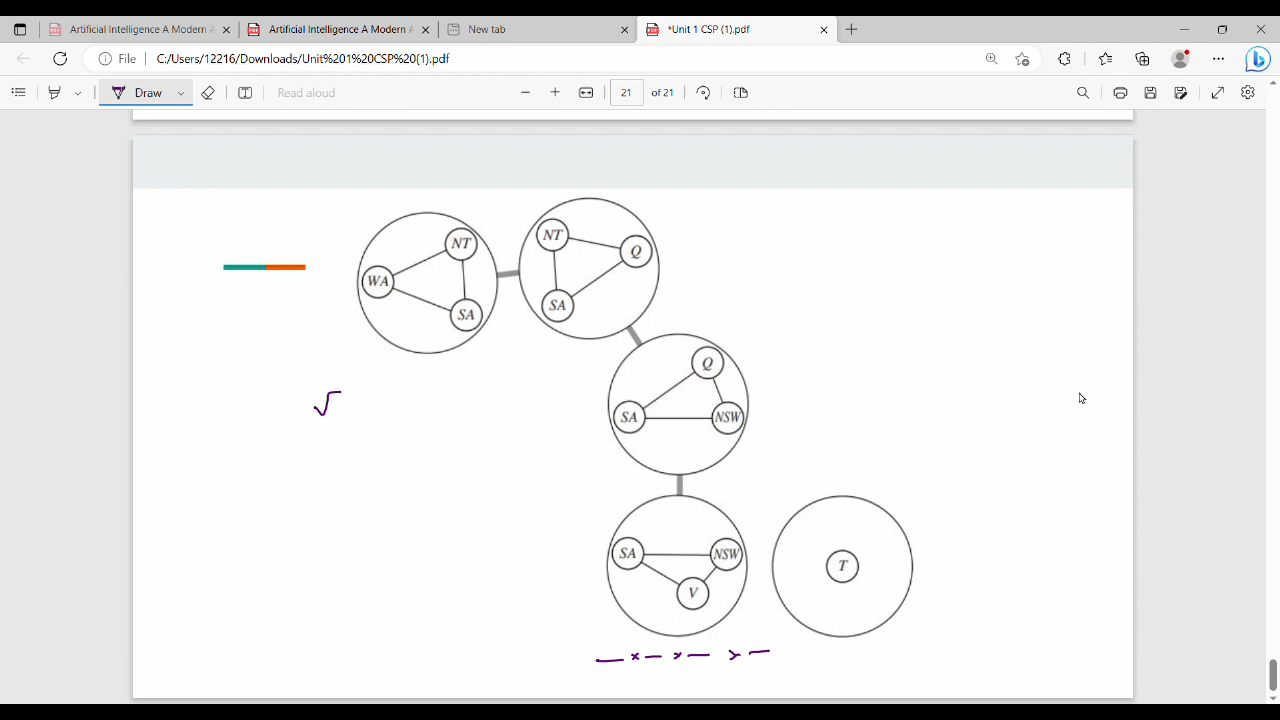 Artificial Intelligence A Modern A
Artificial Intelligence A Modern A
New tab
*Unit 1 CSP (1).pdf
File
C:/Users/12216/Downloads/Unit%201%20CSP%20(1).pdf
Draw
Read aloud
21 of 21
NT
WA
SA
NT
Q
SA
Q
SA
NSW
SA
NSW
V
T